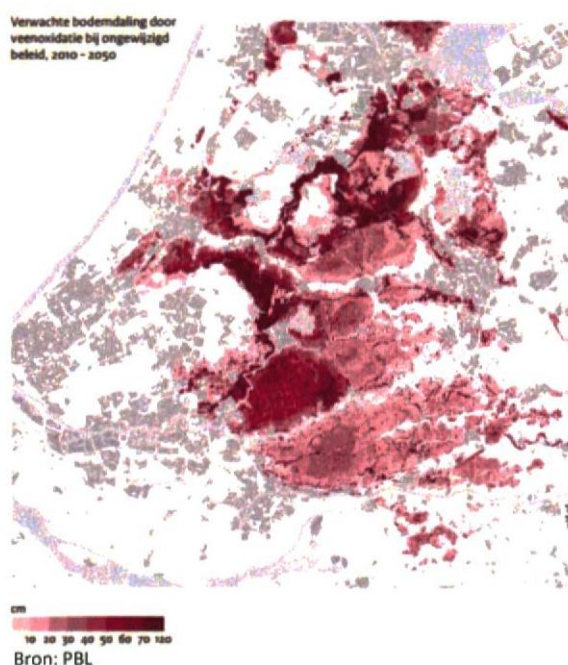 Verwachte bodemdaling door
veenoxidatie bij ongewijzigd
beleid, 2010 - 2050
cm
10 20 30 40 50 60 70 120
Bron: PBL